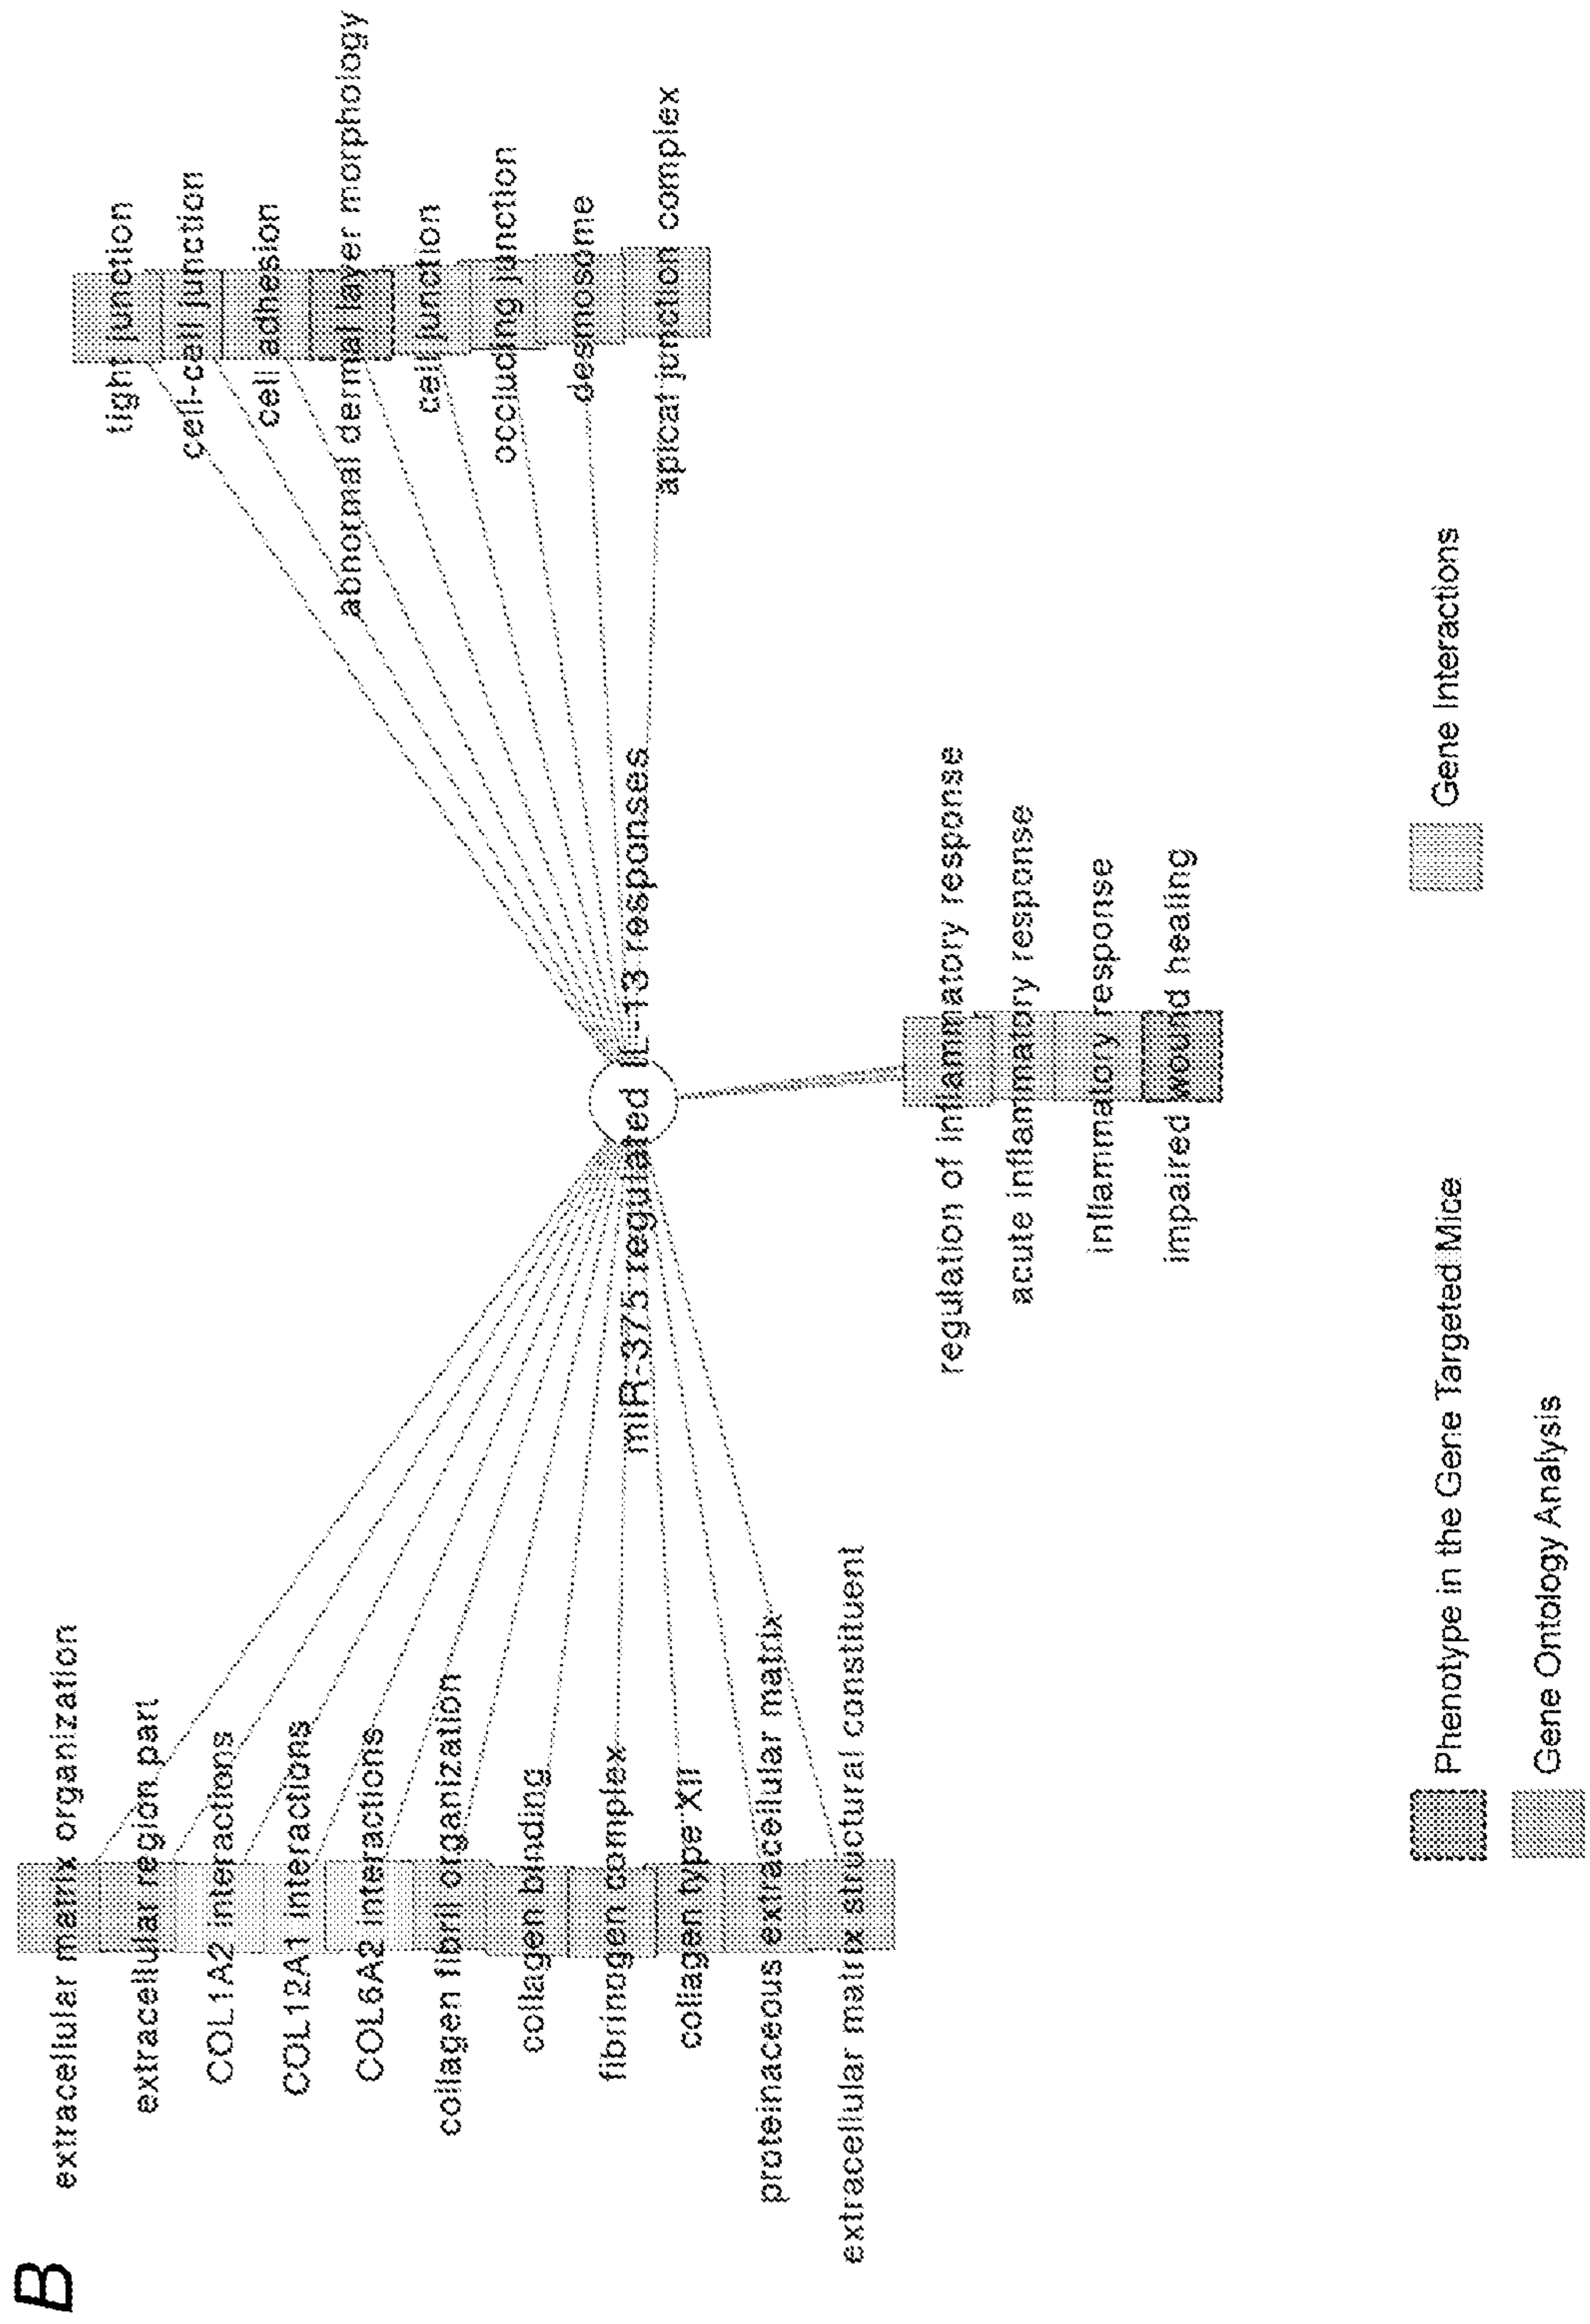 B
extracellular matrix organization
extracellular region part
COL1A2 interactions
COL12A1 interactions
COL6A2 interactions
collagen fibrill organization
collagen binding
fibrinogen complex
collagen type XII
proteinaceous extracellular matrix
extracellular matrix structural constituent
miR-375 regulated IL-13 responses
tight junction
cell-cell junction
cell adhesion
abnormal dermal layer morphology
cell junction
occluding junction
desmosome
apical junction complex
regulation of inflammatory response
acute inflammatory response
inflammatory response
impaired wound healing
Phenotype in the Gene Targeted Mice
Gene Interactions
Gene Ontology Analysis